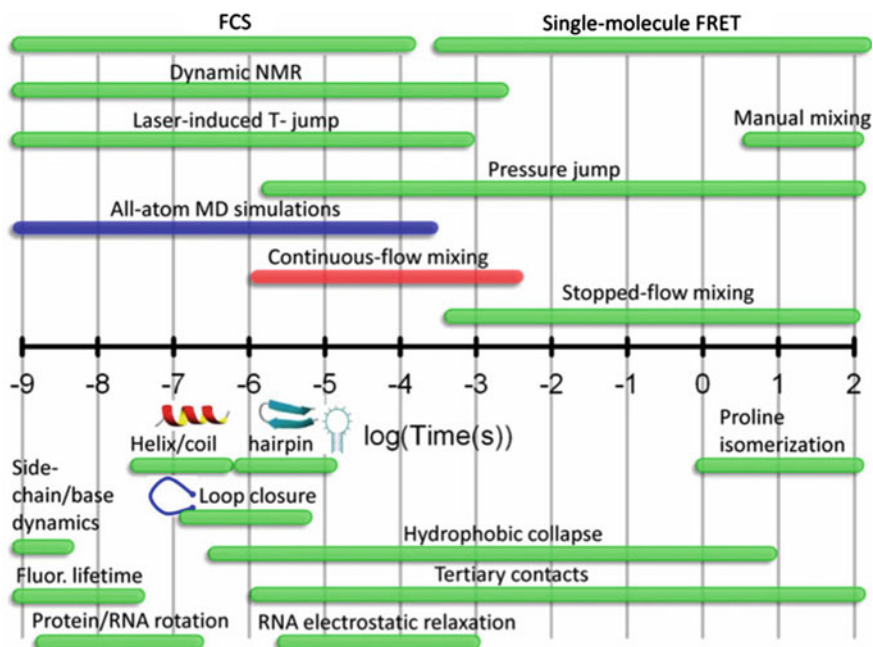 FCS
Single-molecule FRET
Dynamic NMR
Laser-induced T- jump
Manual mixing
Pressure jump
All-atom MD simulations
Continuous-flow mixing
Stopped-flow mixing
-9 -8 -7 -6 -5 -4 -3 -2 -1 0 1 2
log(Time(s))
Helix/coil
hairpin
Proline
isomerization
Side-
chain/base
dynamics
Loop closure
Hydrophobic collapse
Fluor. lifetime
Tertiary contacts
Protein/RNA rotation
RNA electrostatic relaxation